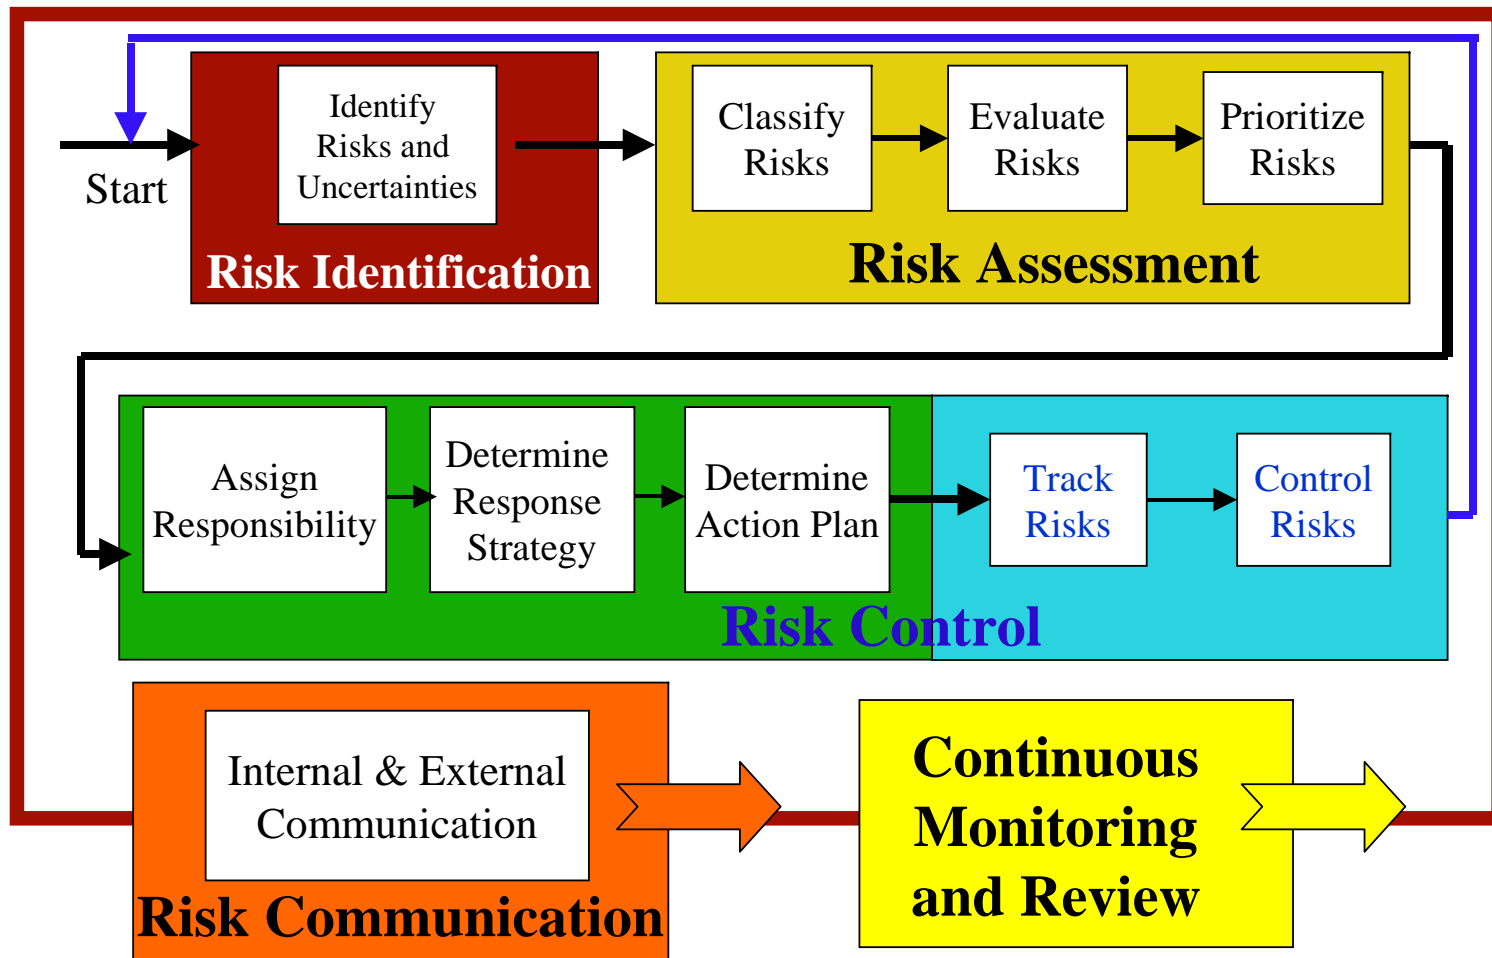 Start
Identify
Risks and
Uncertainties
Risk Identification
Classify
Risks
Evaluate
Risks
Prioritize
Risks
Risk Assessment
Assign
Responsibility
Determine
Response
Strategy
Determine
Action Plan
Track
Risks
Control
Risks
Risk Control
Internal & External
Communication
Risk Communication
Continuous
Monitoring
and Review